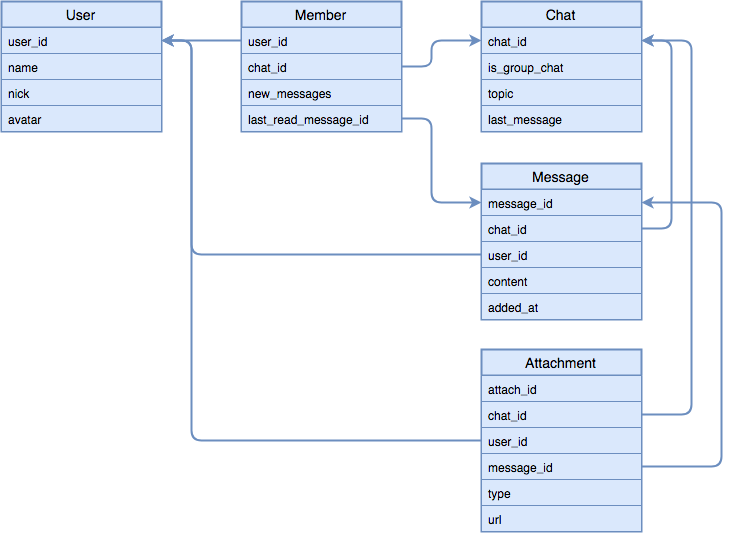 User
user_id
name
nick
avatar
Member
user_id
chat_id
new_messages
last_read_message_id
Chat
chat_id
is_group_chat
topic
last_message
Message
message_id
chat_id
user_id
content
added_at
Attachment
attach_id
chat_id
user_id
message_id
type
url